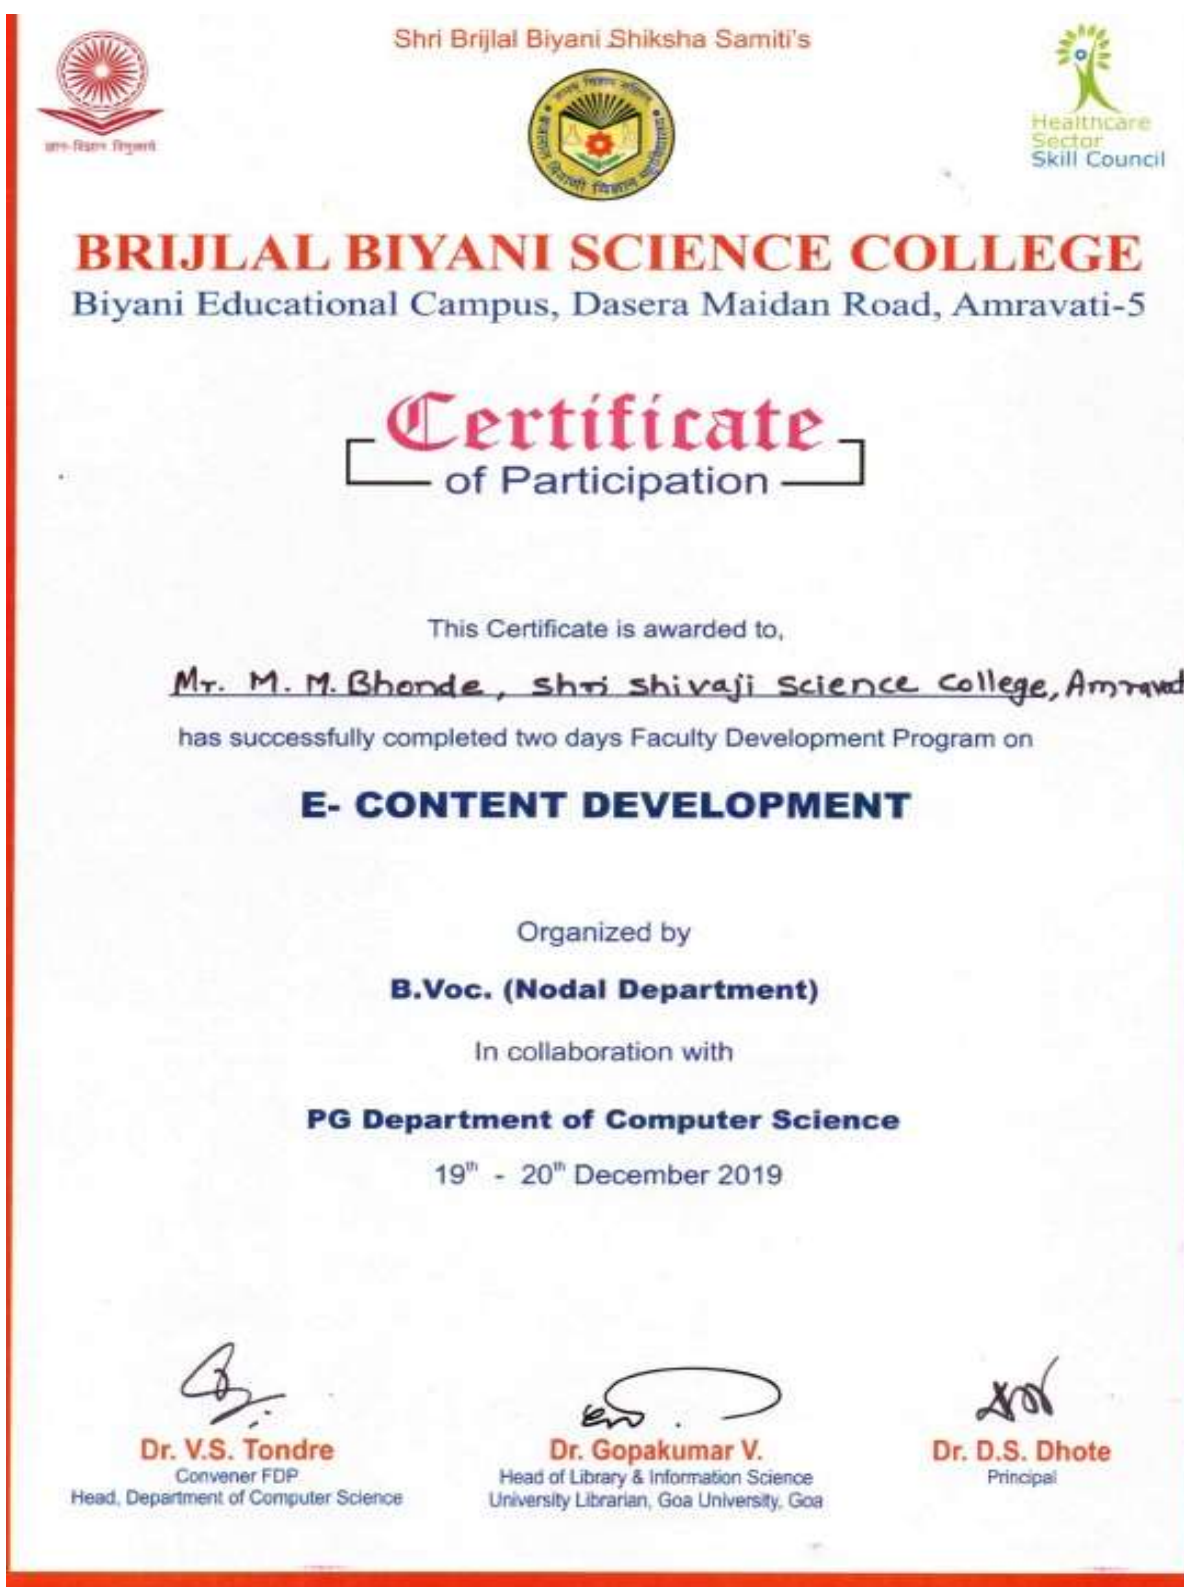 Shri Brijlal Biyani Shiksha Samiti's
ज्ञान-विज्ञान विमुक्तये
Healthcare
Sector
Skill Council
BRIJLAL BIYANI SCIENCE COLLEGE
Biyani Educational Campus, Dasera Maidan Road, Amravati-5
Certificate
of Participation
This Certificate is awarded to,
Mr. M. M. Bhonde, Shri Shivaji Science College, Amravati
has successfully completed two days Faculty Development Program on
E- CONTENT DEVELOPMENT
Organized by
B.Voc. (Nodal Department)
In collaboration with
PG Department of Computer Science
19th - 20th December 2019
Dr. V.S. Tondre
Convener FDP
Head, Department of Computer Science
Dr. Gopakumar V.
Head of Library & Information Science
University Librarian, Goa University, Goa
Dr. D.S. Dhote
Principal